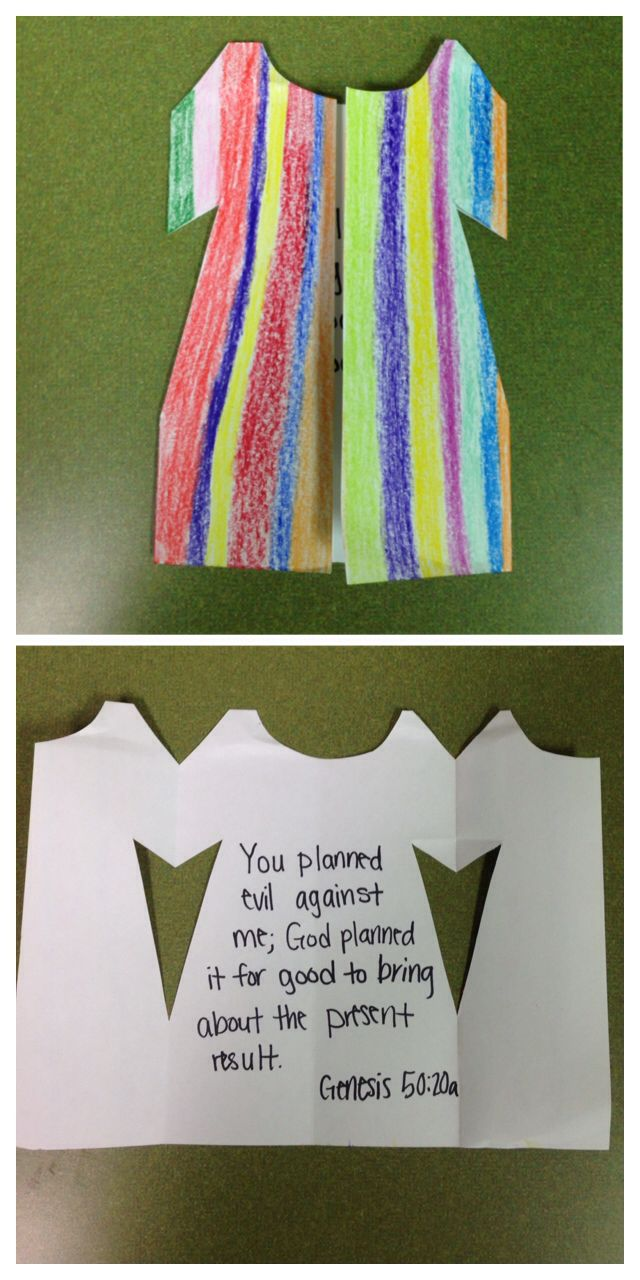 You planned
evil against
me; God planned
it for good to bring
about the present
result.
Genesis 50:20a